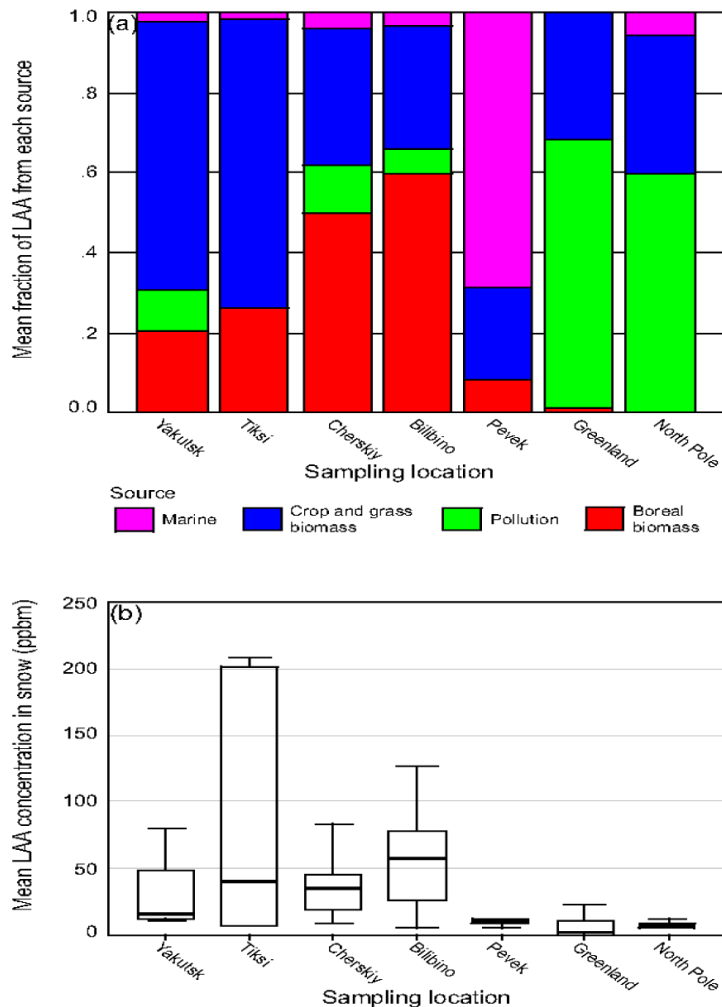 (a)
Mean fraction of LAA from each source
1.0
.8
.6
.4
.2
0.0
Yakutsk
Tiksi
Cherskiy
Billbino
Pevek
Greenland
North Pole
Sampling location
Source
Marine
Crop and grass
biomass
Pollution
Boreal
biomass
(b)
Mean LAA concentration in snow (ppbm)
250
200
150
100
50
0
Yakutsk
Tiksi
Cherskiy
Bilibino
Pevek
Greenland
North Pole
Sampling location